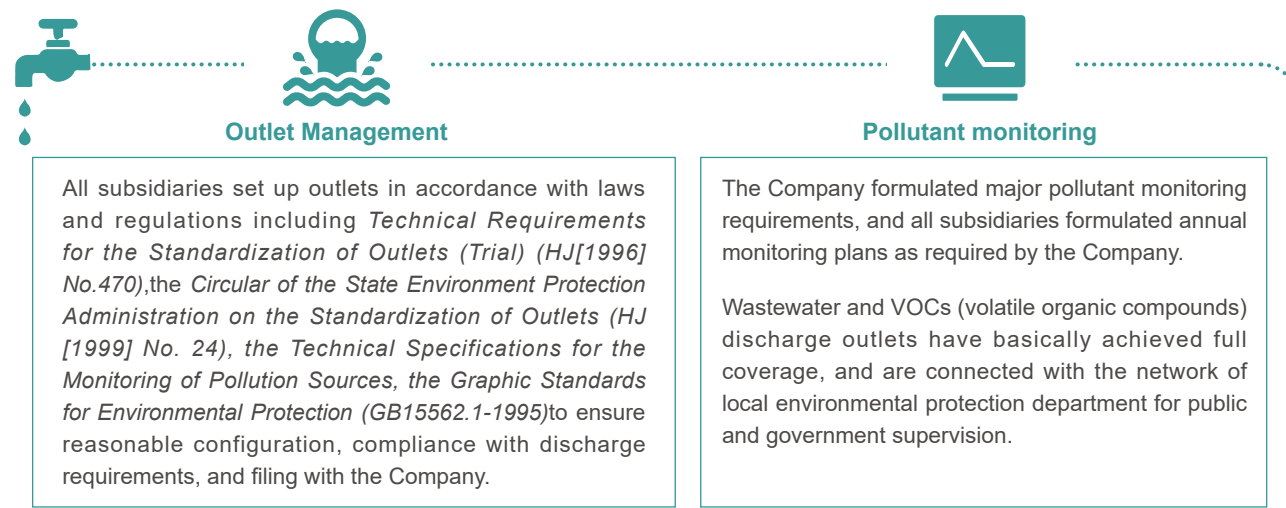 Outlet Management
All subsidiaries set up outlets in accordance with laws
and regulations including Technical Requirements
for the Standardization of Outlets (Trial) (HJ[1996]
No.470),the Circular of the State Environment Protection
Administration on the Standardization of Outlets (HJ
[1999] No. 24), the Technical Specifications for the
Monitoring of Pollution Sources, the Graphic Standards
for Environmental Protection (GB15562.1-1995)to ensure
reasonable configuration, compliance with discharge
requirements, and filing with the Company.
Pollutant monitoring
The Company formulated major pollutant monitoring
requirements, and all subsidiaries formulated annual
monitoring plans as required by the Company.
Wastewater and VOCs (volatile organic compounds)
discharge outlets have basically achieved full
coverage, and are connected with the network of
local environmental protection department for public
and government supervision.